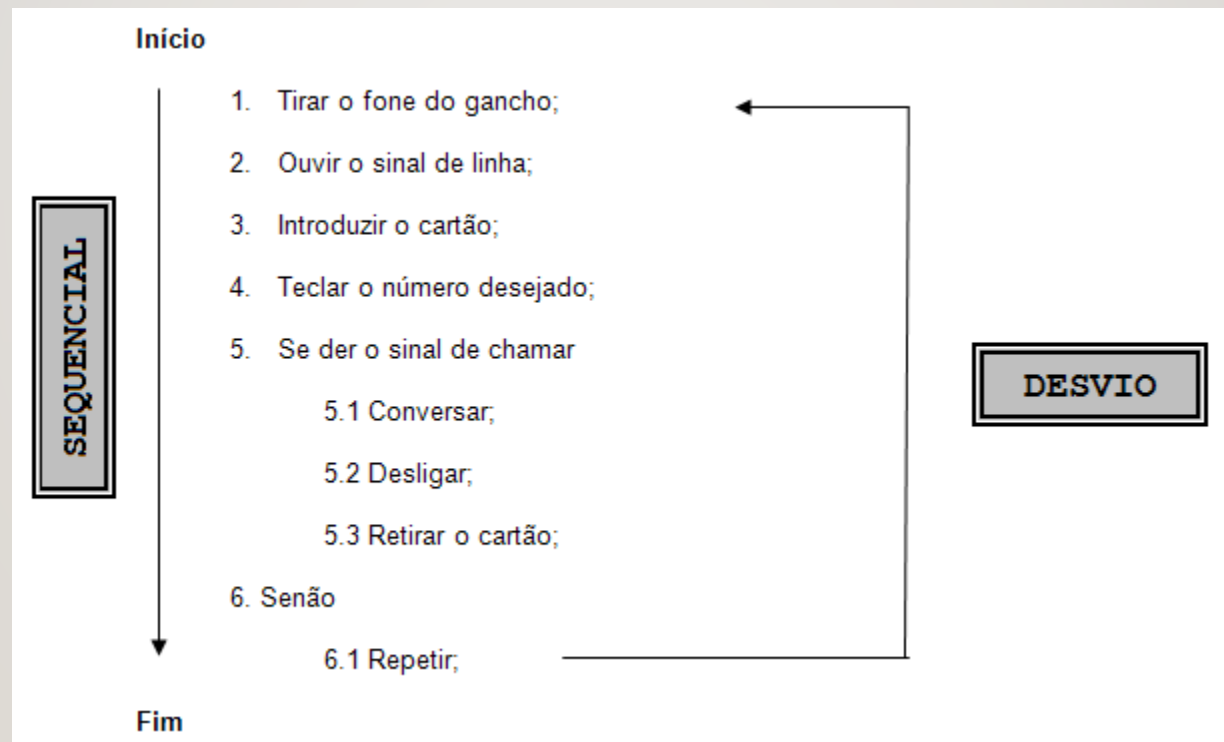 Início
1. Tirar o fone do gancho;
2. Ouvir o sinal de linha;
3. Introduzir o cartão;
4. Teclar o número desejado;
5. Se der o sinal de chamar
5.1 Conversar;
5.2 Desligar;
5.3 Retirar o cartão;
6. Senão
6.1 Repetir;
Fim
SEQUENCIAL
DESVIO